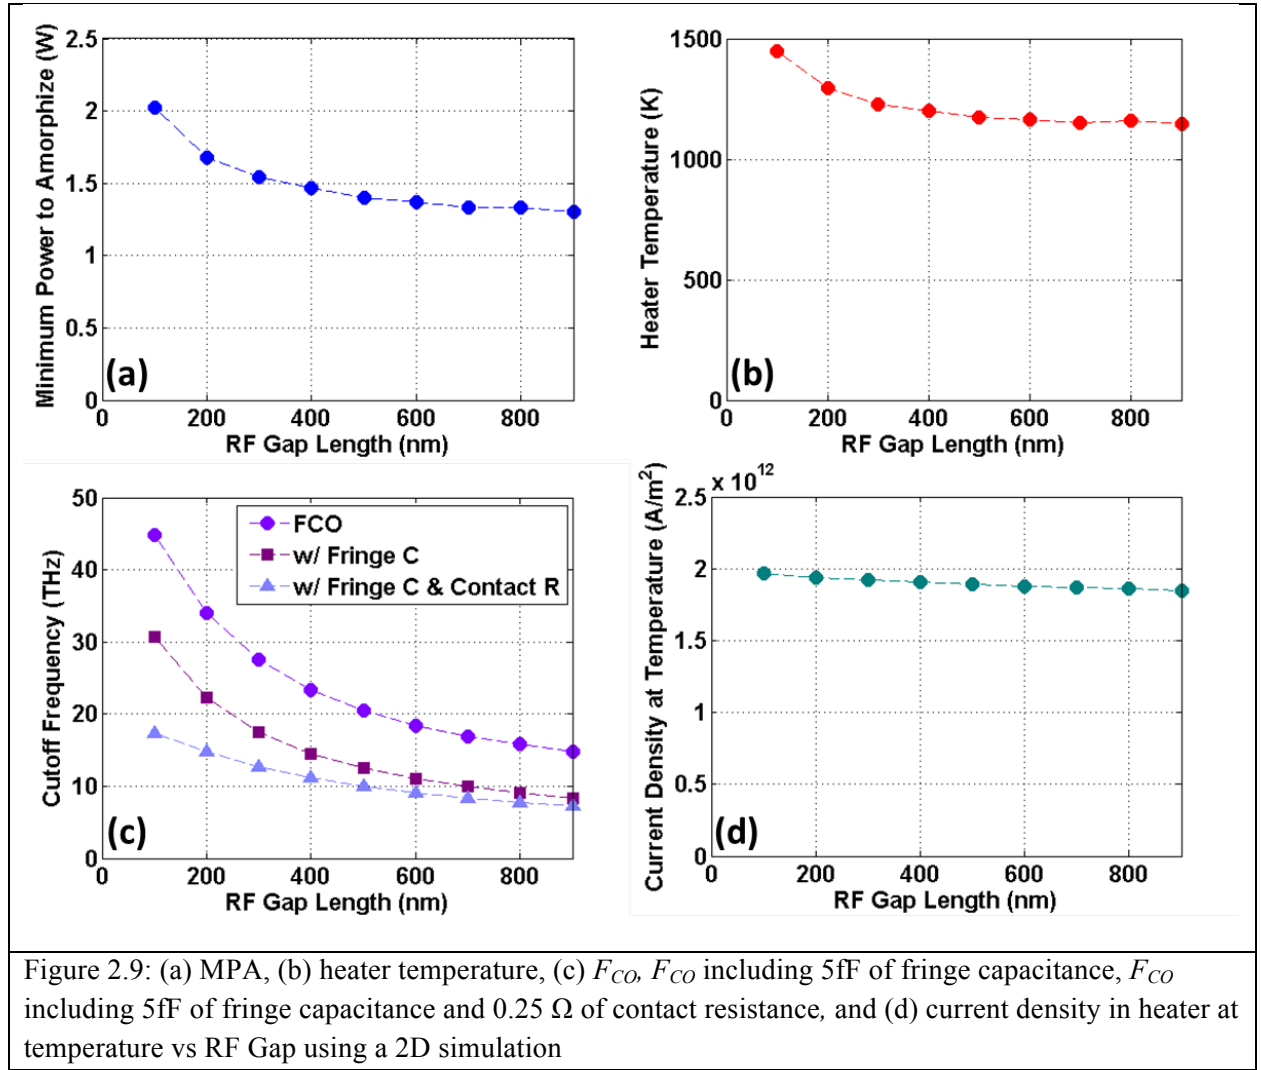 Minimum Power to Amorphize (W)
2.5
2
1.5
1
0.5
0
(a)
0 200 400 600 800
RF Gap Length (nm)
Heater Temperature (K)
1500
1000
500
0
(b)
0 200 400 600 800
RF Gap Length (nm)
Cutoff Frequency (THz)
50
40
30
20
10
0
FCO
w/ Fringe C
w/ Fringe C & Contact R
(c)
0 200 400 600 800
RF Gap Length (nm)
Current Density at Temperature (A/m²)
x 10¹²
2.5
2
1.5
1
0.5
0
(d)
0 200 400 600 800
RF Gap Length (nm)
Figure 2.9: (a) MPA, (b) heater temperature, (c) F_CO, F_CO including 5fF of fringe capacitance, F_CO
including 5fF of fringe capacitance and 0.25 Ω of contact resistance, and (d) current density in heater at
temperature vs RF Gap using a 2D simulation